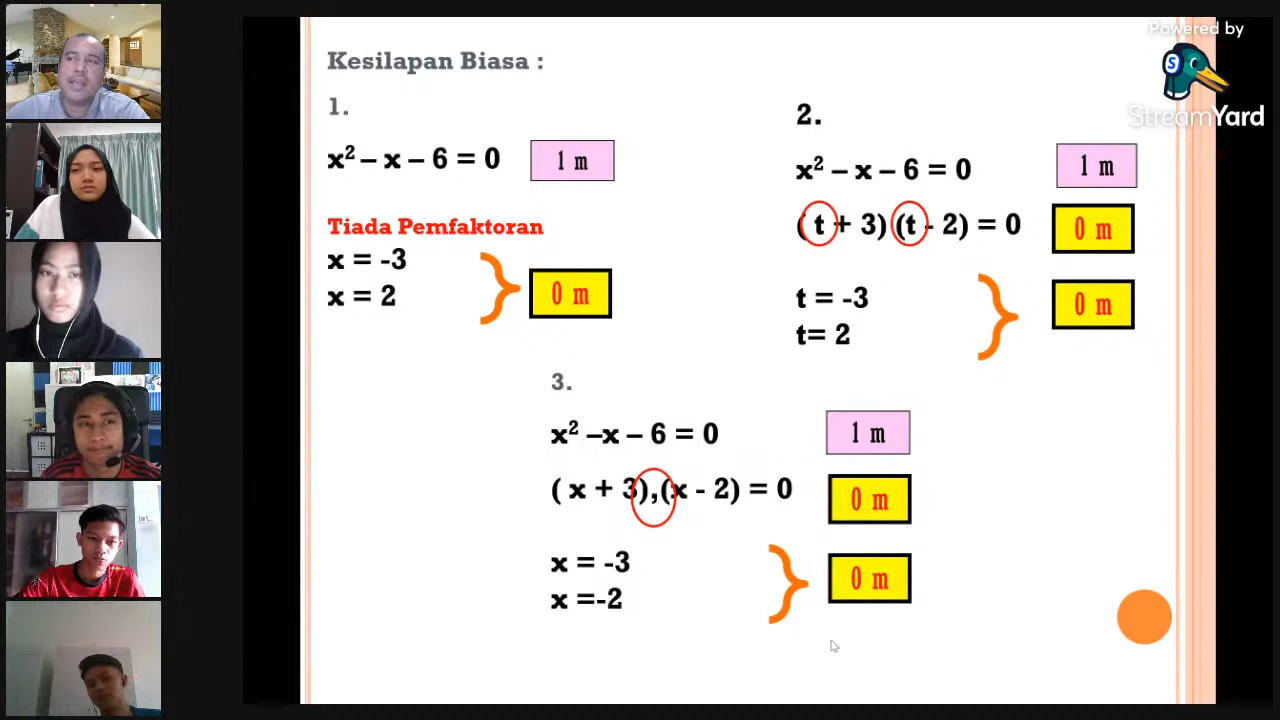 Kesilapan Biasa :
1.
x² – x – 6 = 0
1 m
Tiada Pemfaktoran
x = -3
x = 2
0 m
2.
x² – x – 6 = 0
1 m
( t + 3) (t - 2) = 0
0 m
t = -3
t= 2
0 m
3.
x² –x – 6 = 0
1 m
( x + 3),(x - 2) = 0
0 m
x = -3
x =-2
0 m
Powered by
S
StreamYard